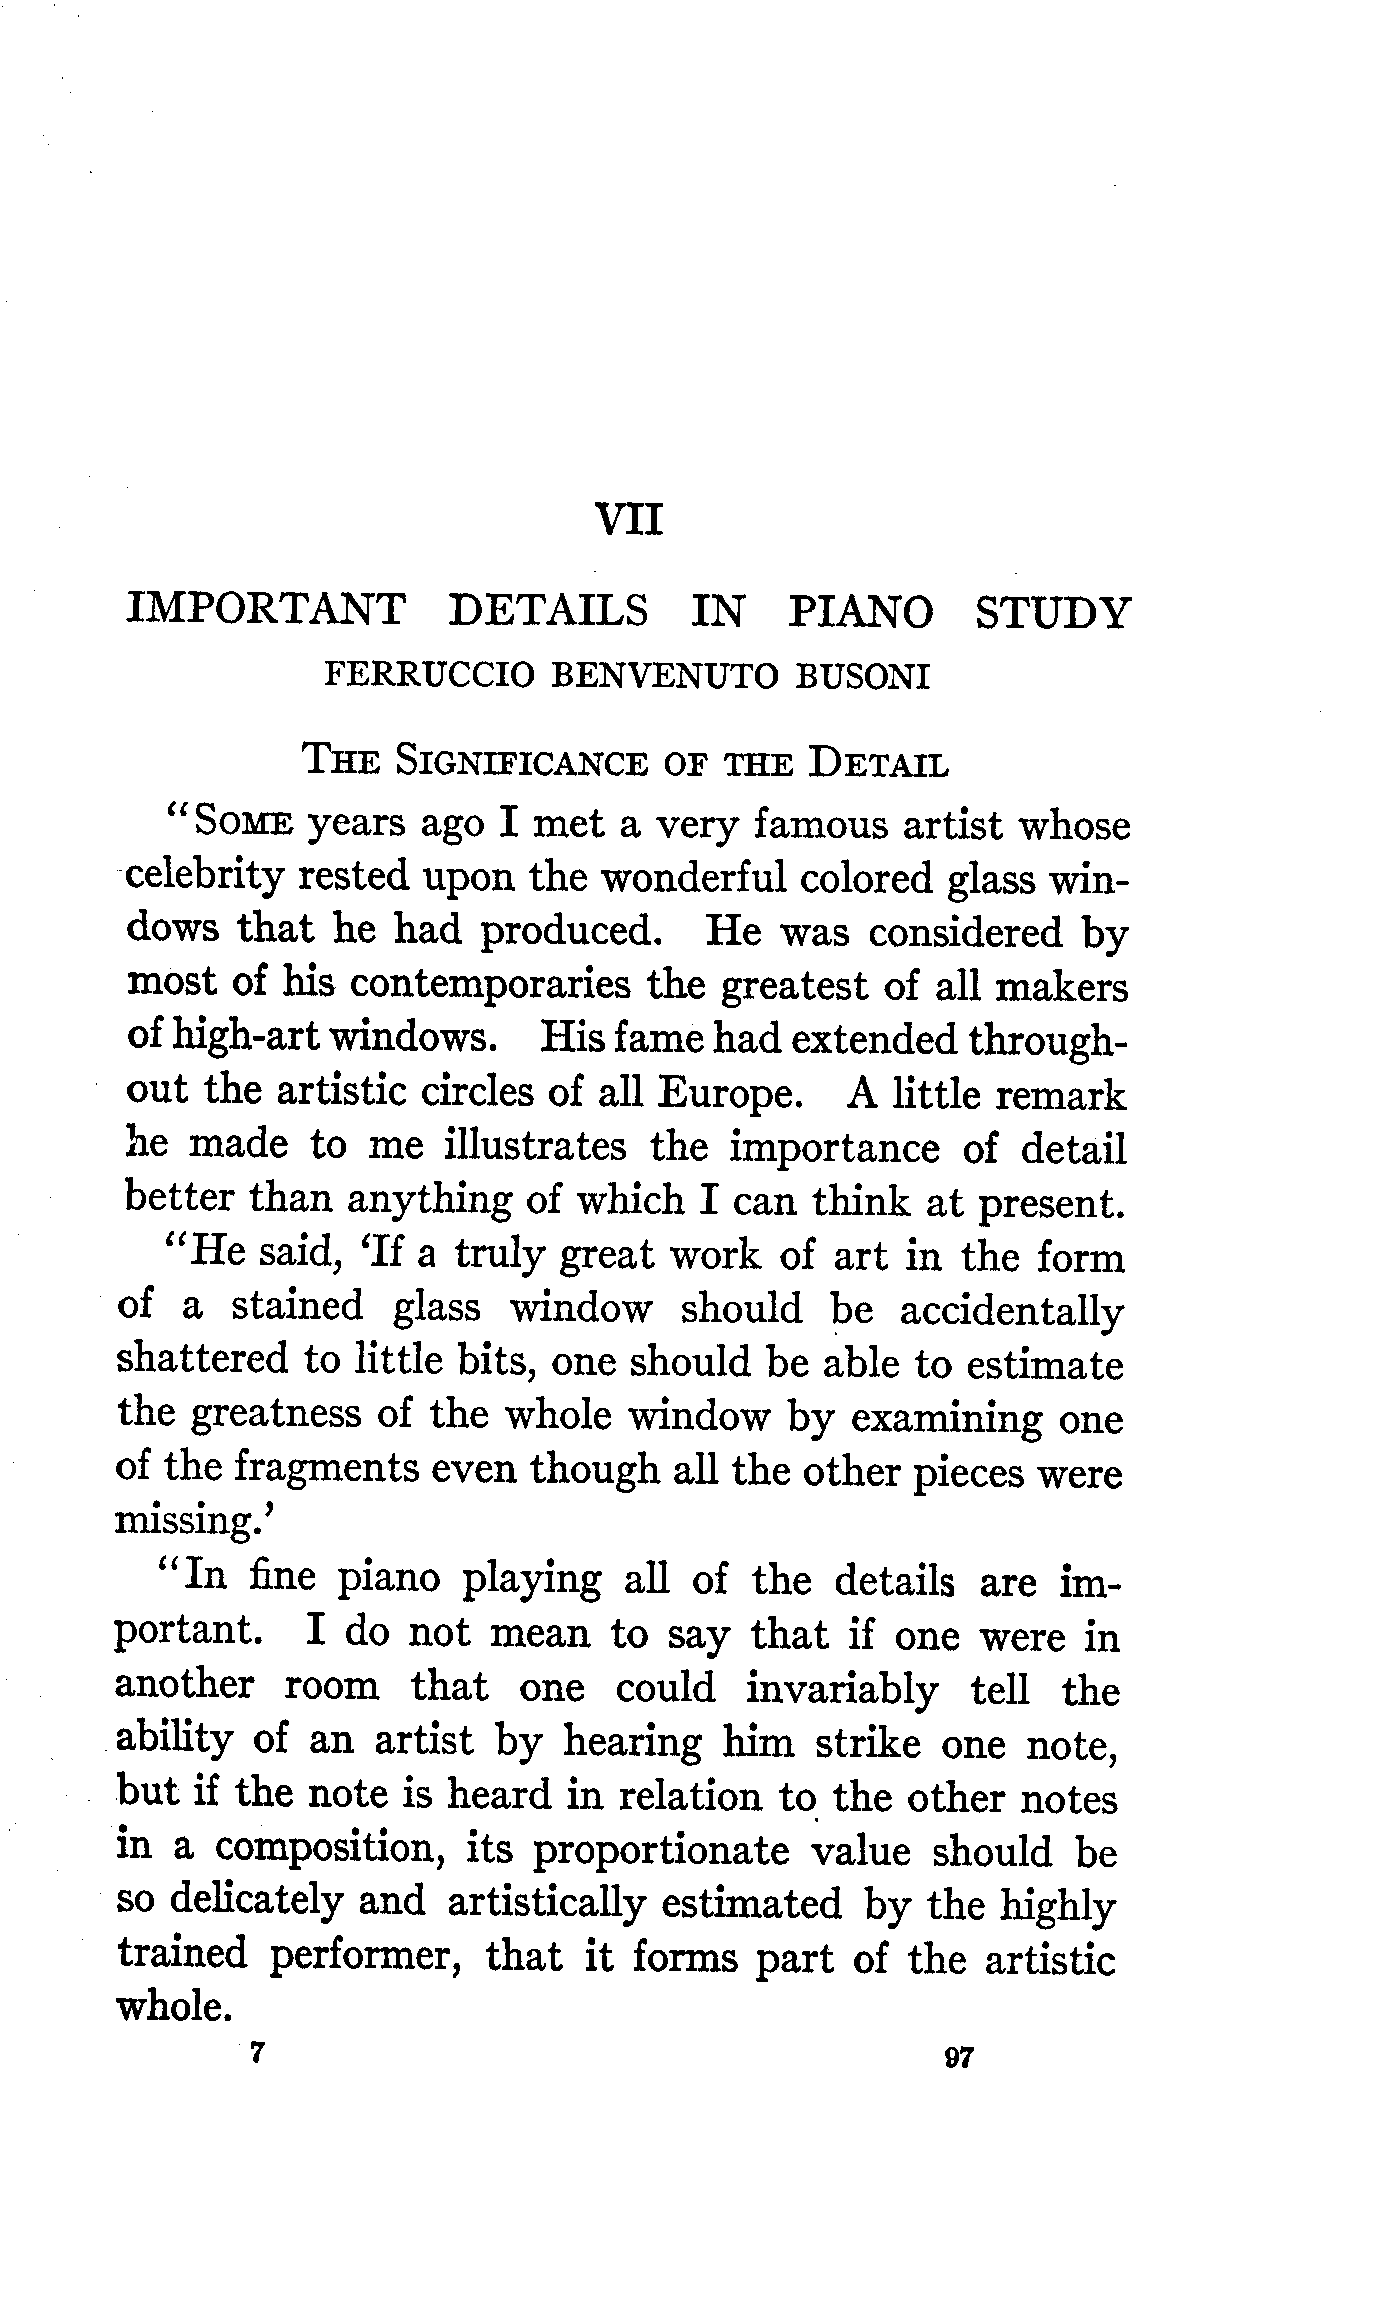 VII
IMPORTANT DETAILS IN PIANO STUDY
FERRUCCIO BENVENUTO BUSONI
THE SIGNIFICANCE OF THE DETAIL
"SOME years ago I met a very famous artist whose
celebrity rested upon the wonderful colored glass win-
dows that he had produced. He was considered by
most of his contemporaries the greatest of all makers
of high-art windows. His fame had extended through-
out the artistic circles of all Europe. A little remark
he made to me illustrates the importance of detail
better than anything of which I can think at present.
"He said, 'If a truly great work of art in the form
of a stained glass window should be accidentally
shattered to little bits, one should be able to estimate
the greatness of the whole window by examining one
of the fragments even though all the other pieces were
missing.'
"In fine piano playing all of the details are im-
portant. I do not mean to say that if one were in
another room that one could invariably tell the
ability of an artist by hearing him strike one note,
but if the note is heard in relation to the other notes
in a composition, its proportionate value should be
so delicately and artistically estimated by the highly
trained performer, that it forms part of the artistic
whole.
7 97